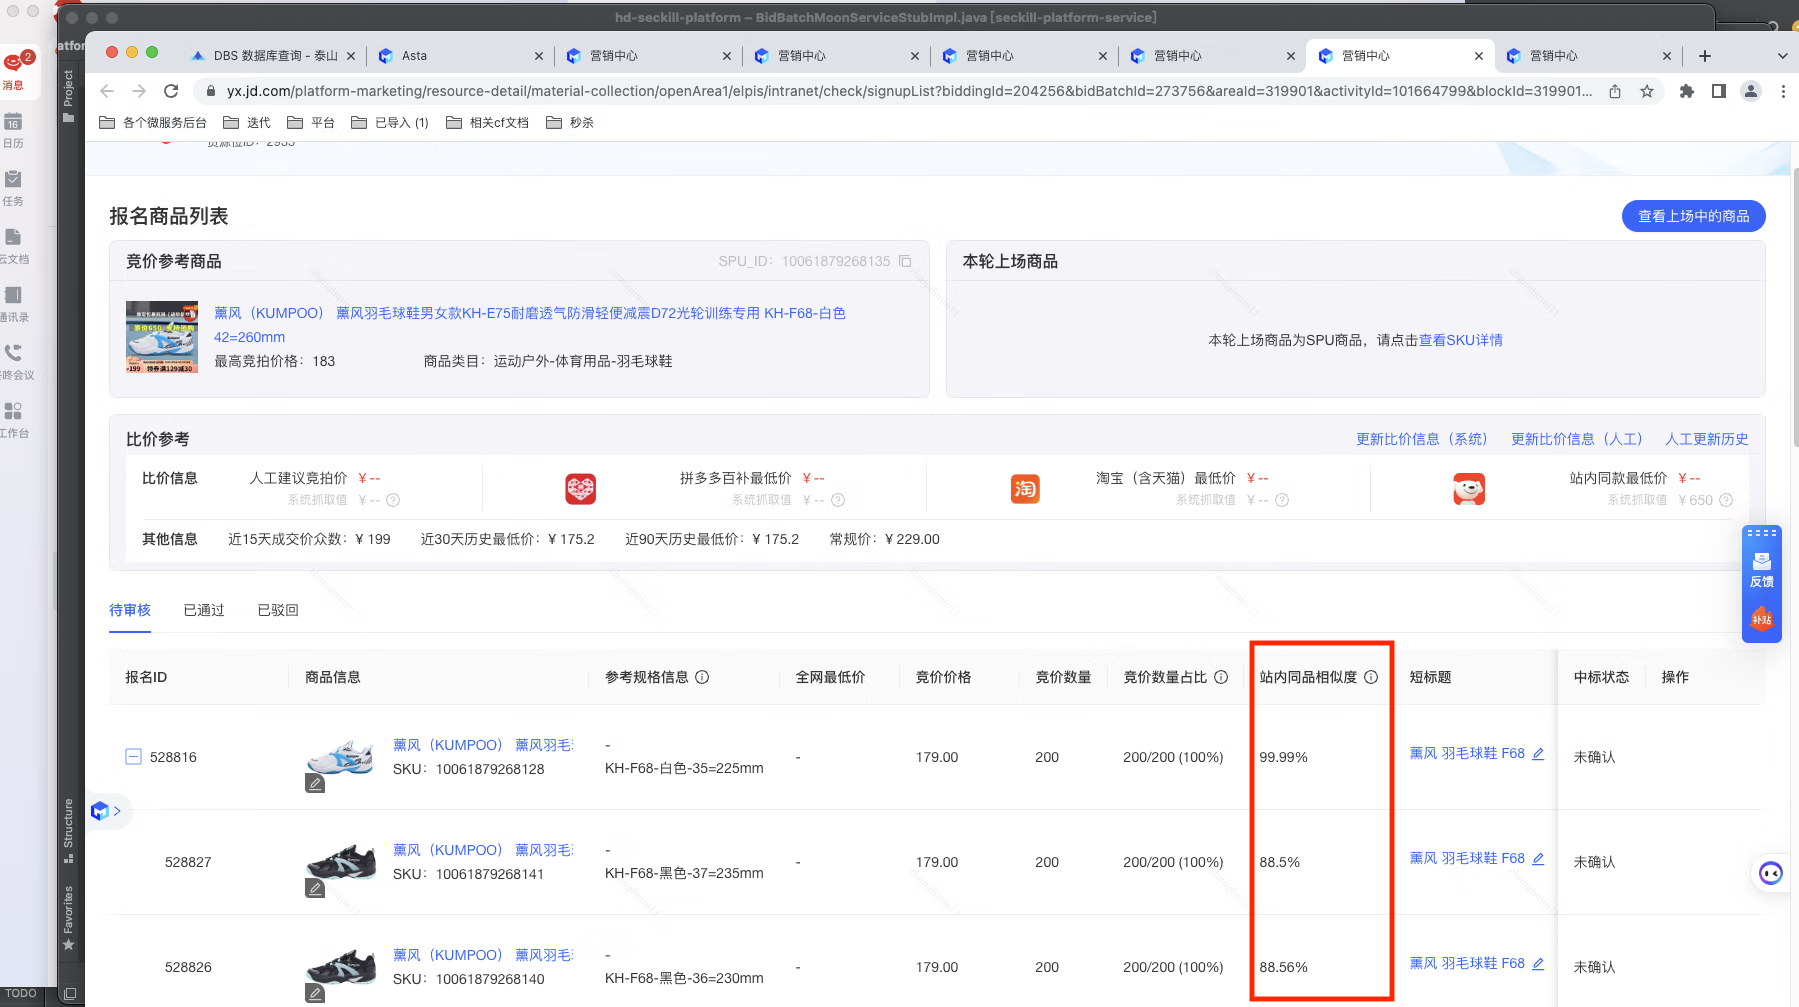 hd-seckill-platform – BidBatchMoonServiceStubImpl.java [seckill-platform-service]
atforn
DBS 数据库查询 - 泰山
Asta
营销中心
营销中心
营销中心
营销中心
营销中心
营销中心
yx.jd.com/platform-marketing/resource-detail/material-collection/openArea1/elpis/intranet/check/signupList?biddingId=204256&bidBatchId=273756&areaId=319901&activityId=101664799&blockId=319901...
各个微服务后台
迭代
平台
已导入 (1)
相关cf文档
秒杀
2
消息
16
日历
任务
云文档
通讯录
咚会议
工作台
Project
Structure
Favorites
TODO
资源位ID： 2935
报名商品列表
查看上场中的商品
竞价参考商品
SPU_ID： 10061879268135
薰风（KUMPOO） 薰风羽毛球鞋男女款KH-E75耐磨透气防滑轻便减震D72光轮训练专用 KH-F68-白色
42=260mm
最高竞拍价格：183
商品类目：运动户外-体育用品-羽毛球鞋
本轮上场商品
本轮上场商品为SPU商品，请点击查看SKU详情
比价参考
更新比价信息（系统）
更新比价信息（人工）
人工更新历史
比价信息
人工建议竞拍价 ¥ --
系统抓取值 ¥ --
拼多多百补最低价 ¥ --
系统抓取值 ¥ --
淘
淘宝（含天猫）最低价 ¥ --
系统抓取值 ¥ --
站内同款最低价 ¥ --
系统抓取值 ¥ 650
其他信息
近15天成交价众数：¥ 199
近30天历史最低价：¥ 175.2
近90天历史最低价：¥ 175.2
常规价：¥ 229.00
反馈
补贴
待审核
已通过
已驳回
报名ID
商品信息
参考规格信息
全网最低价
竞价价格
竞价数量
竞价数量占比
站内同品相似度
短标题
中标状态
操作
528816
薰风（KUMPOO） 薰风羽毛
SKU：10061879268128
-
KH-F68-白色-35=225mm
-
179.00
200
200/200 (100%)
99.99%
薰风 羽毛球鞋 F68
未确认
528827
薰风（KUMPOO） 薰风羽毛
SKU：10061879268141
-
KH-F68-黑色-37=235mm
-
179.00
200
200/200 (100%)
88.5%
薰风 羽毛球鞋 F68
未确认
528826
薰风（KUMPOO） 薰风羽毛
SKU：10061879268140
-
KH-F68-黑色-36=230mm
-
179.00
200
200/200 (100%)
88.56%
薰风 羽毛球鞋 F68
未确认